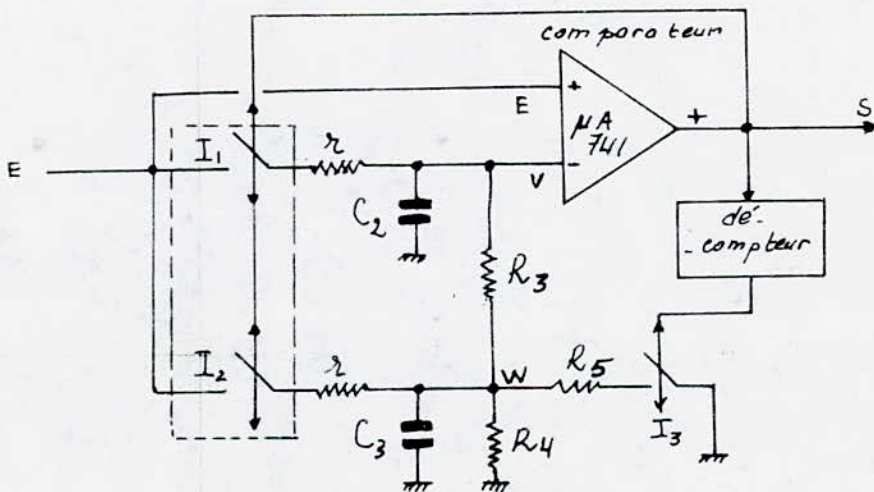 comparateur
E
+
μA
741
-
+
S
E
I₁
r
V
C₂
dé-
-compteur
R₃
I₂
r
W
R₅
C₃
R₄
I₃